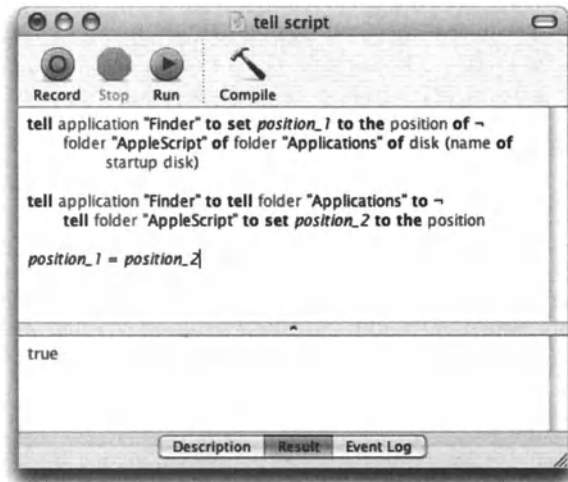 tell script
Record Stop Run Compile
tell application "Finder" to set position_1 to the position of ¬
folder "AppleScript" of folder "Applications" of disk (name of
startup disk)
tell application "Finder" to tell folder "Applications" to ¬
tell folder "AppleScript" to set position_2 to the position
position_1 = position_2
true
Description Result Event Log